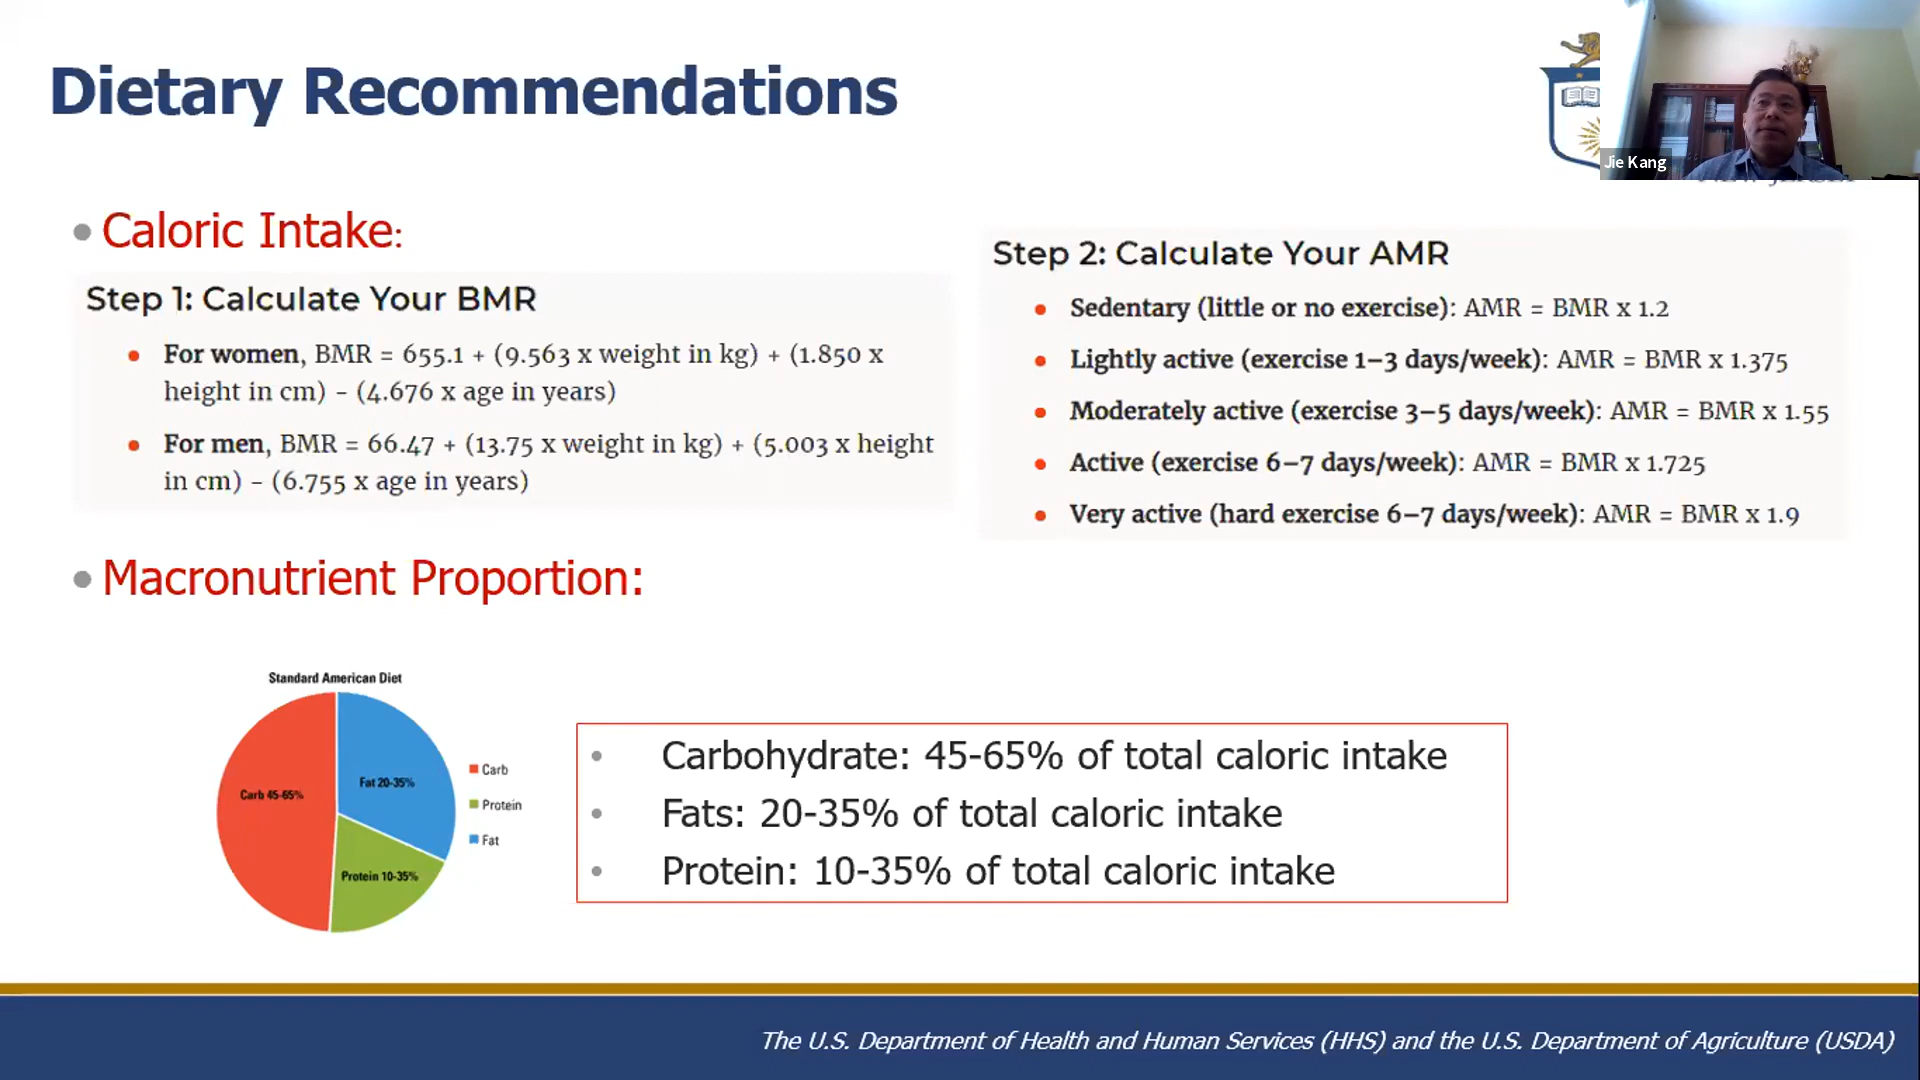 Dietary Recommendations
Jie Kang
• Caloric Intake:
Step 1: Calculate Your BMR
• For women, BMR = 655.1 + (9.563 x weight in kg) + (1.850 x
height in cm) – (4.676 x age in years)
• For men, BMR = 66.47 + (13.75 x weight in kg) + (5.003 x height
in cm) – (6.755 x age in years)
Step 2: Calculate Your AMR
• Sedentary (little or no exercise): AMR = BMR x 1.2
• Lightly active (exercise 1–3 days/week): AMR = BMR x 1.375
• Moderately active (exercise 3–5 days/week): AMR = BMR x 1.55
• Active (exercise 6–7 days/week): AMR = BMR x 1.725
• Very active (hard exercise 6–7 days/week): AMR = BMR x 1.9
• Macronutrient Proportion:
Standard American Diet
Carb 45-65%
Fat 20-35%
Protein 10-35%
Carb
Protein
Fat
• Carbohydrate: 45-65% of total caloric intake
• Fats: 20-35% of total caloric intake
• Protein: 10-35% of total caloric intake
The U.S. Department of Health and Human Services (HHS) and the U.S. Department of Agriculture (USDA)